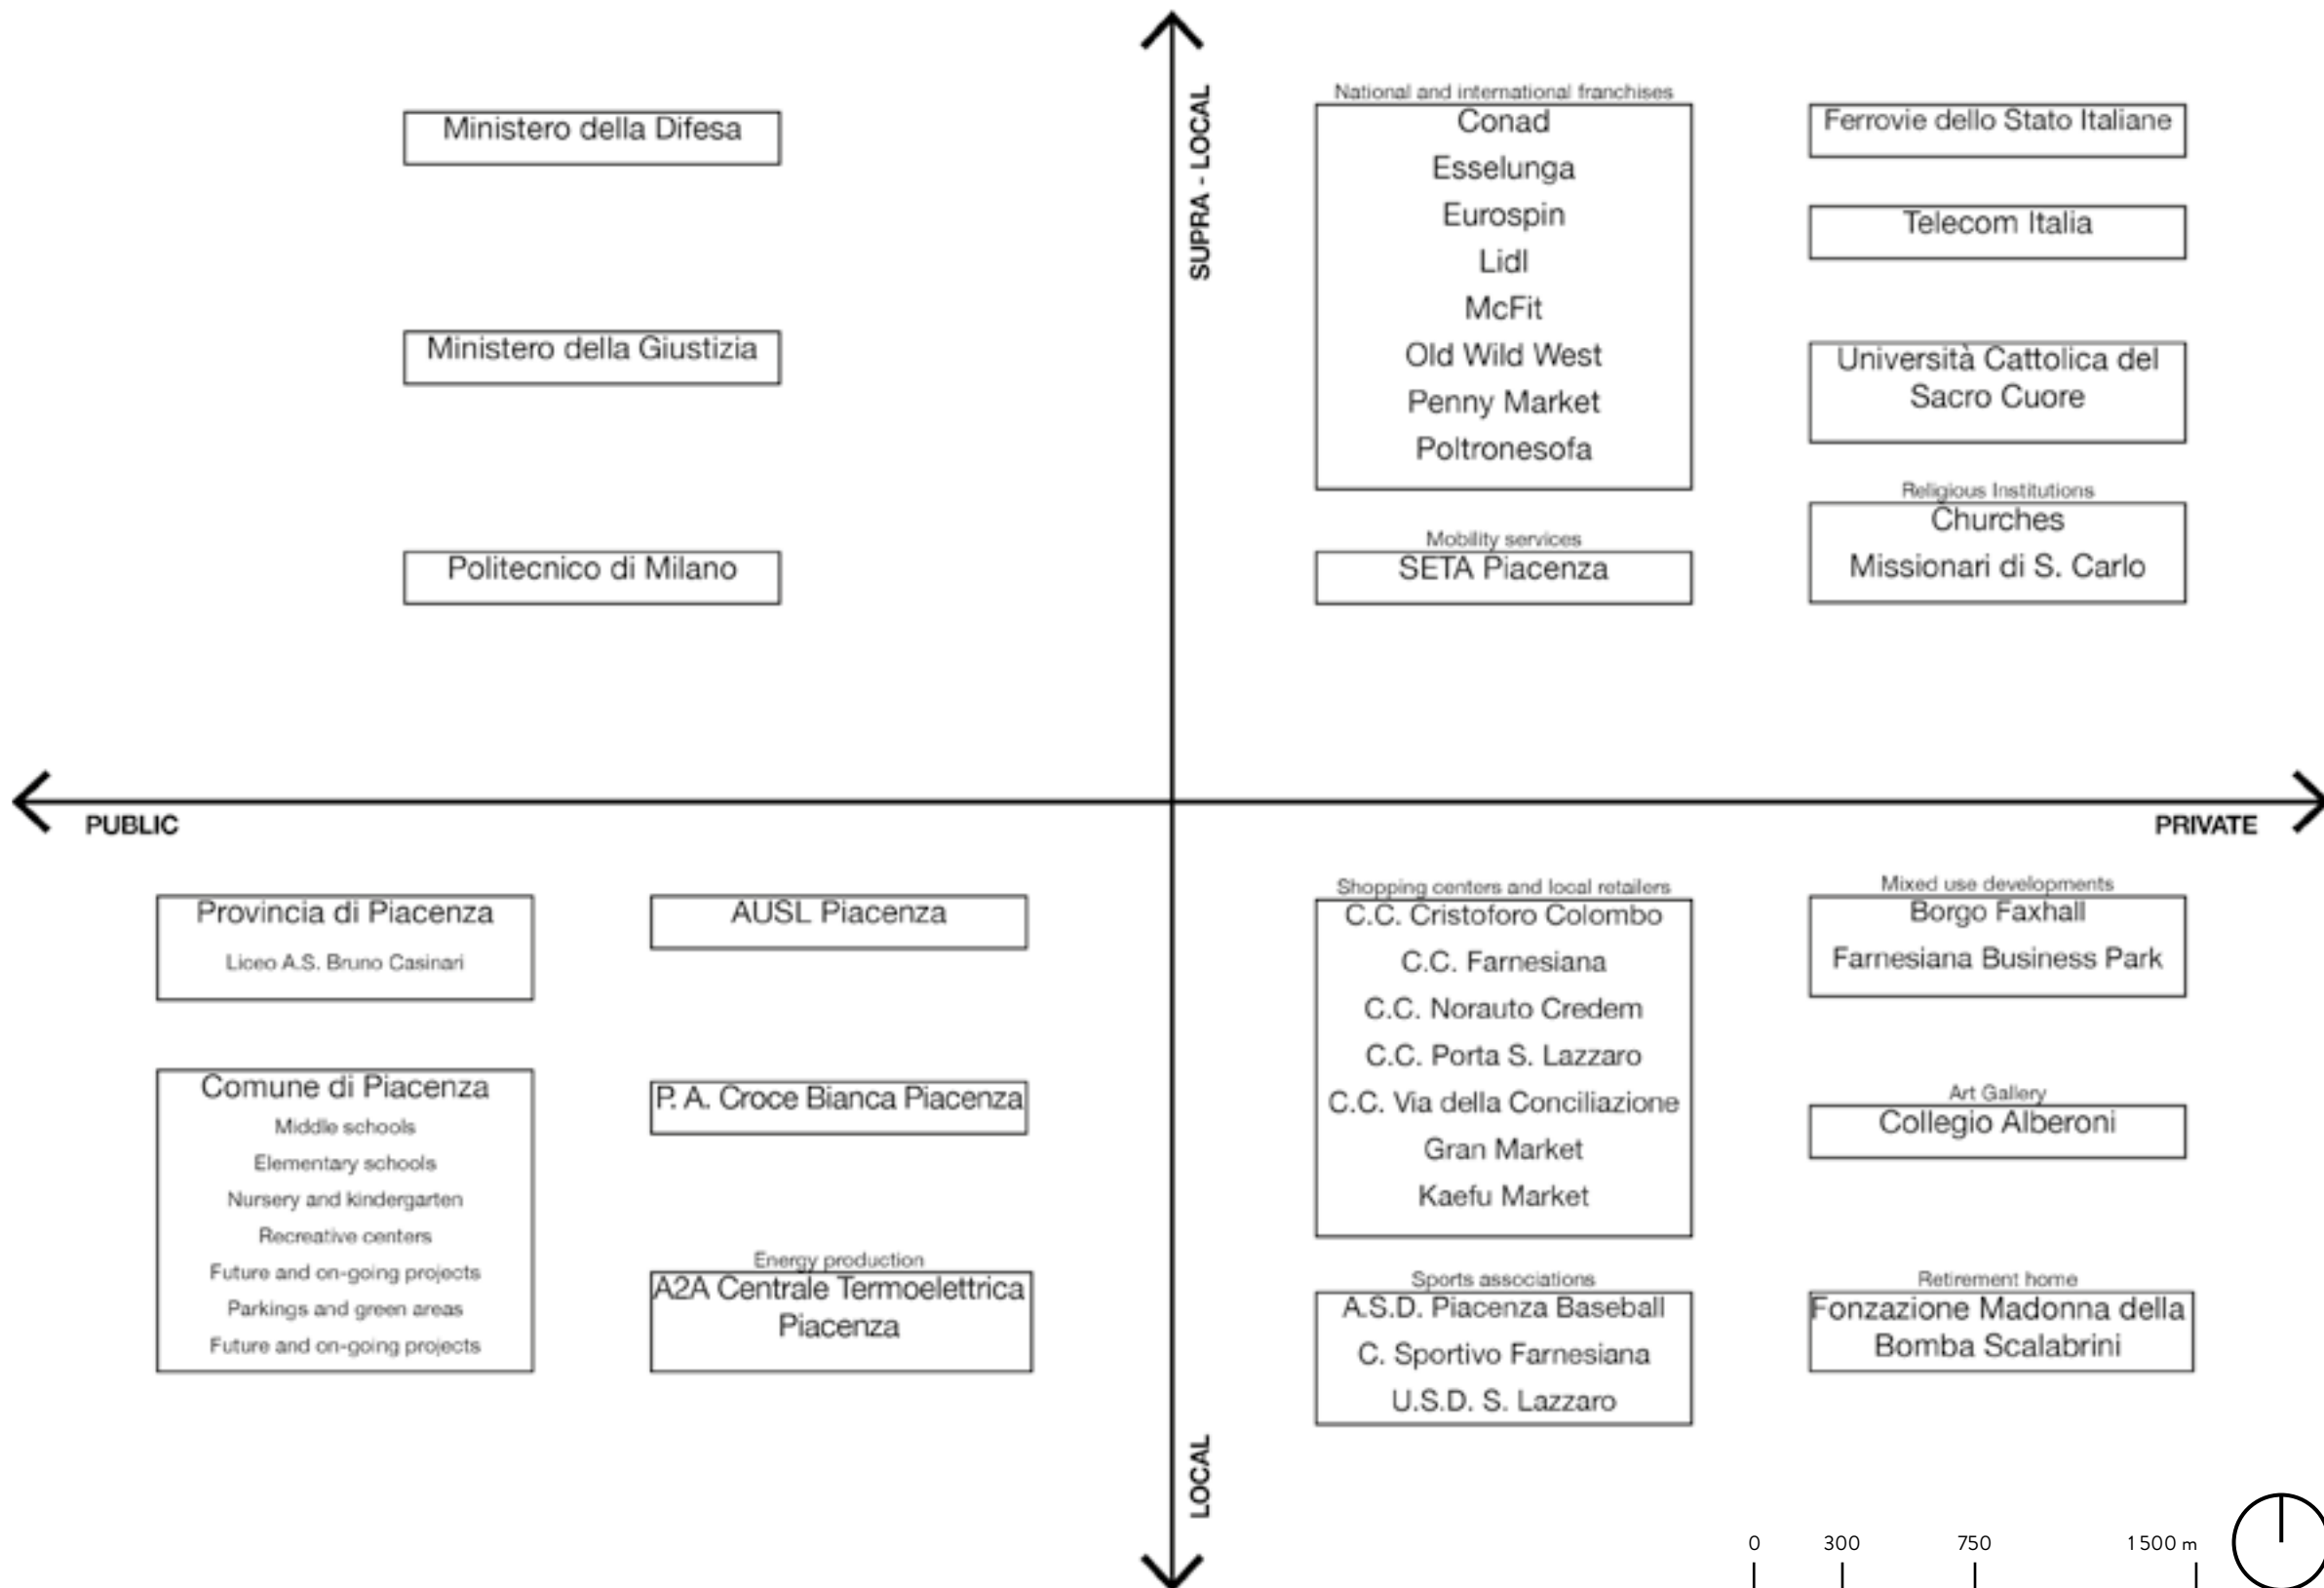 SUPRA - LOCAL
Ministero della Difesa
Ministero della Giustizia
Politecnico di Milano
National and international franchises
Conad
Esselunga
Eurospin
Lidl
McFit
Old Wild West
Penny Market
Poltronesofa
Mobility services
SETA Piacenza
Ferrovie dello Stato Italiane
Telecom Italia
Università Cattolica del
Sacro Cuore
Religious Institutions
Churches
Missionari di S. Carlo
PUBLIC
PRIVATE
Provincia di Piacenza
Liceo A.S. Bruno Casinari
Comune di Piacenza
Middle schools
Elementary schools
Nursery and kindergarten
Recreative centers
Future and on-going projects
Parkings and green areas
Future and on-going projects
AUSL Piacenza
P. A. Croce Bianca Piacenza
Energy production
A2A Centrale Termoelettrica
Piacenza
Shopping centers and local retailers
C.C. Cristoforo Colombo
C.C. Farnesiana
C.C. Norauto Credem
C.C. Porta S. Lazzaro
C.C. Via della Conciliazione
Gran Market
Kaefu Market
Sports associations
A.S.D. Piacenza Baseball
C. Sportivo Farnesiana
U.S.D. S. Lazzaro
Mixed use developments
Borgo Faxhall
Farnesiana Business Park
Art Gallery
Collegio Alberoni
Retirement home
Fonzazione Madonna della
Bomba Scalabrini
LOCAL
0 300 750 1500 m